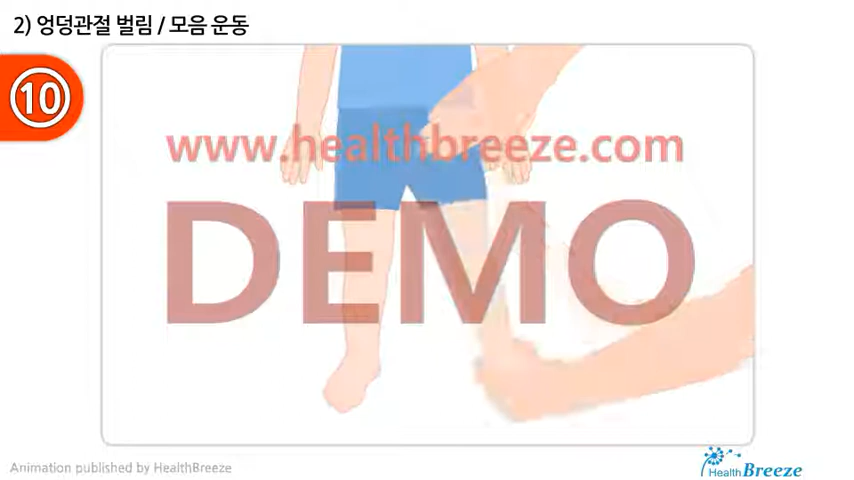 2) 엉덩관절 벌림 / 모음 운동
10
www.healthbreeze.com
DEMO
Animation published by HealthBreeze
Health Breeze